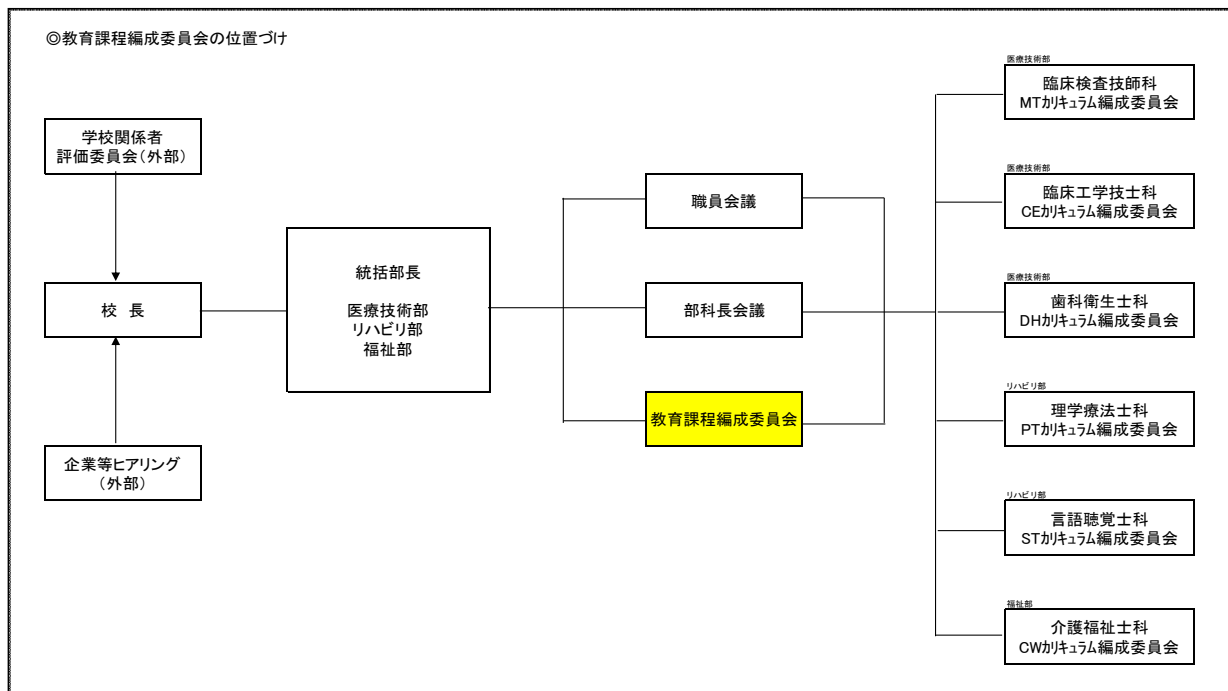 ◎教育課程編成委員会の位置づけ
学校関係者
評価委員会(外部)
校 長
企業等ヒアリング
(外部)
統括部長
医療技術部
リハビリ部
福祉部
職員会議
部科長会議
教育課程編成委員会
医療技術部
臨床検査技師科
MTカリキュラム編成委員会
医療技術部
臨床工学技士科
CEカリキュラム編成委員会
医療技術部
歯科衛生士科
DHカリキュラム編成委員会
リハビリ部
理学療法士科
PTカリキュラム編成委員会
リハビリ部
言語聴覚士科
STカリキュラム編成委員会
福祉部
介護福祉士科
CWカリキュラム編成委員会